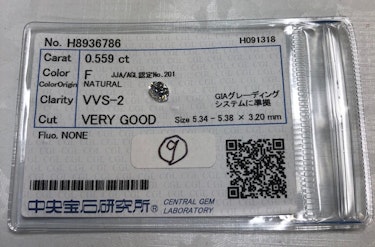 No. H8936786 H091318
Carat 0.559 ct
Color F JJA/AGL認定No.201
ColorOrigin NATURAL
Clarity VVS-2 GIAグレーディング
システムに準拠
Cut VERY GOOD Size 5.34 - 5.38 × 3.20 mm
Fluo. NONE
9
中央宝石研究所® CENTRAL GEM
LABORATORY